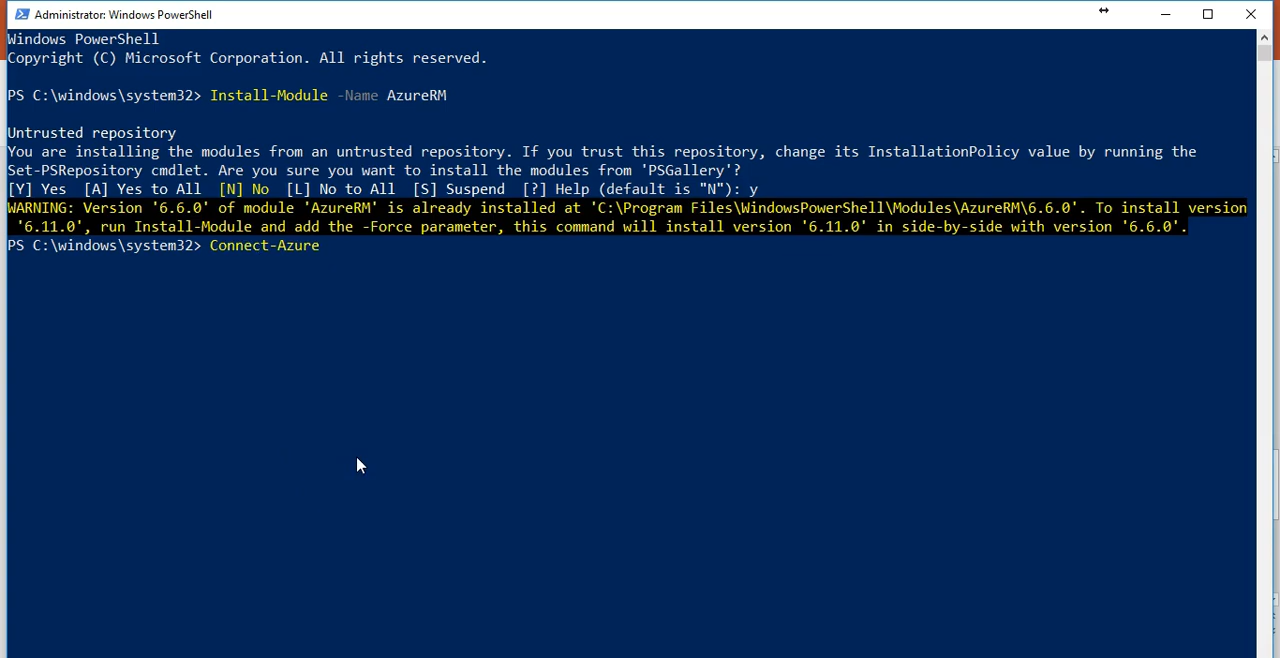 Administrator: Windows PowerShell
Windows PowerShell
Copyright (C) Microsoft Corporation. All rights reserved.
PS C:\windows\system32> Install-Module -Name AzureRM
Untrusted repository
You are installing the modules from an untrusted repository. If you trust this repository, change its InstallationPolicy value by running the
Set-PSRepository cmdlet. Are you sure you want to install the modules from 'PSGallery'?
[Y] Yes  [A] Yes to All  [N] No  [L] No to All  [S] Suspend  [?] Help (default is "N"): y
WARNING: Version '6.6.0' of module 'AzureRM' is already installed at 'C:\Program Files\WindowsPowerShell\Modules\AzureRM\6.6.0'. To install version
 '6.11.0', run Install-Module and add the -Force parameter, this command will install version '6.11.0' in side-by-side with version '6.6.0'.
PS C:\windows\system32> Connect-Azure